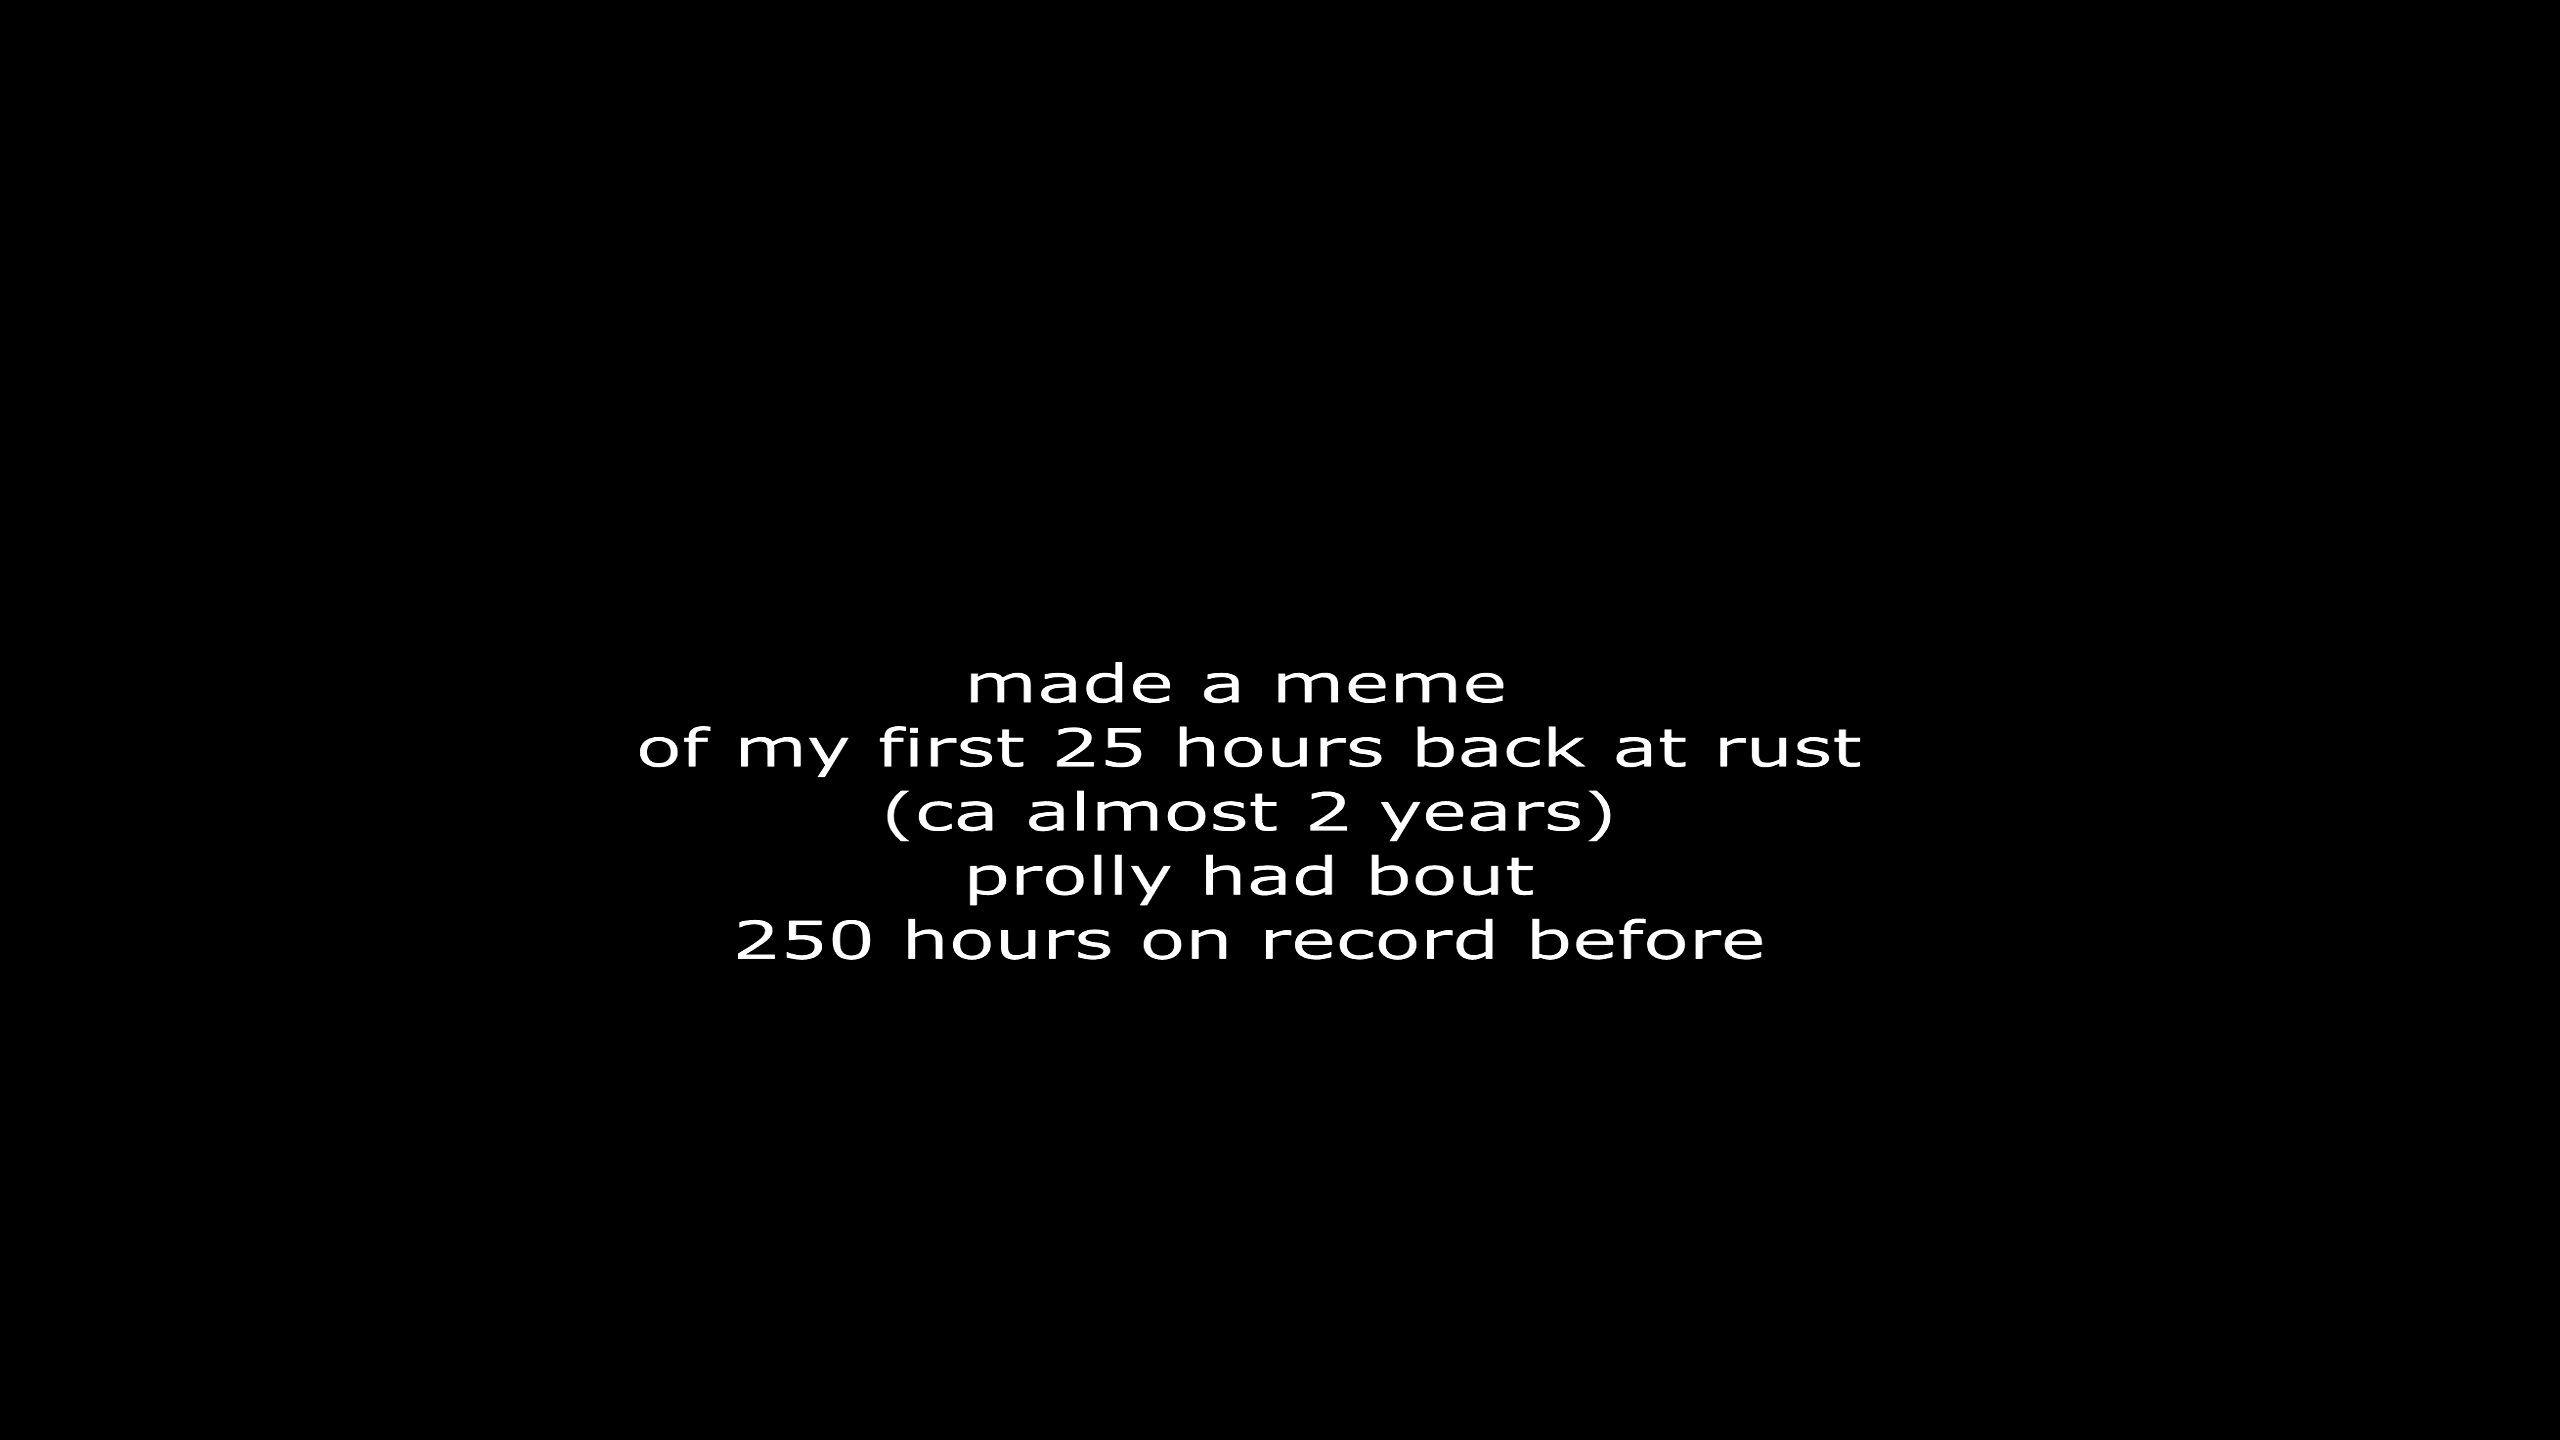 made a meme
of my first 25 hours back at rust
(ca almost 2 years)
prolly had bout
250 hours on record before